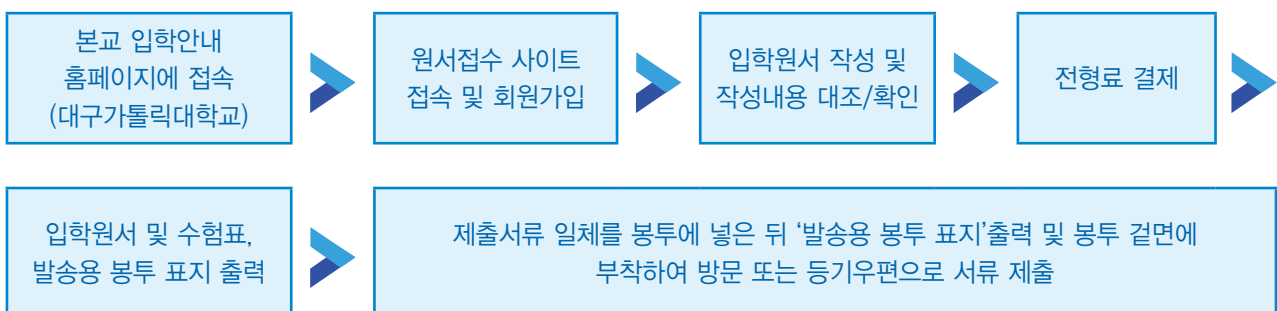 본교 입학안내
홈페이지에 접속
(대구가톨릭대학교)
원서접수 사이트
접속 및 회원가입
입학원서 작성 및
작성내용 대조/확인
전형료 결제
입학원서 및 수험표,
발송용 봉투 표지 출력
제출서류 일체를 봉투에 넣은 뒤 ‘발송용 봉투 표지’출력 및 봉투 겉면에
부착하여 방문 또는 등기우편으로 서류 제출